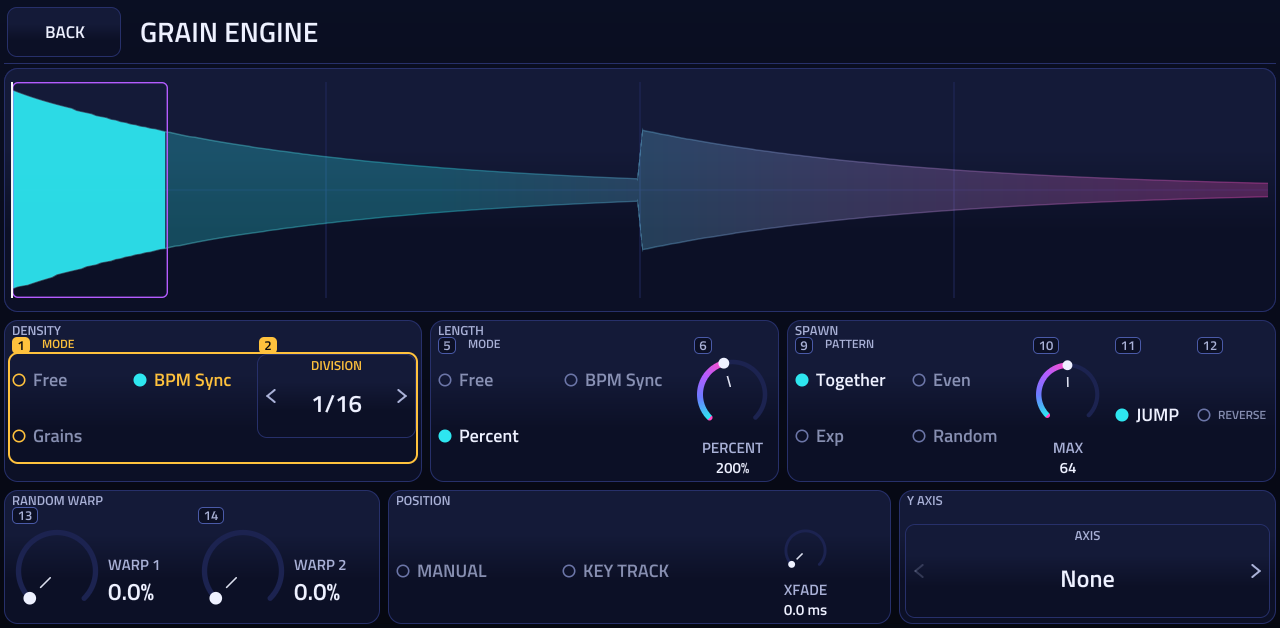 BACK
GRAIN ENGINE
DENSITY
1 MODE
2
DIVISION
Free
BPM Sync
1/16
Grains
LENGTH
5 MODE
6
Free
BPM Sync
Percent
PERCENT
200%
SPAWN
9 PATTERN
10
11
12
Together
Even
JUMP
REVERSE
Exp
Random
MAX
64
RANDOM WARP
13
14
WARP 1
0.0%
WARP 2
0.0%
POSITION
MANUAL
KEY TRACK
XFADE
0.0 ms
Y AXIS
AXIS
None